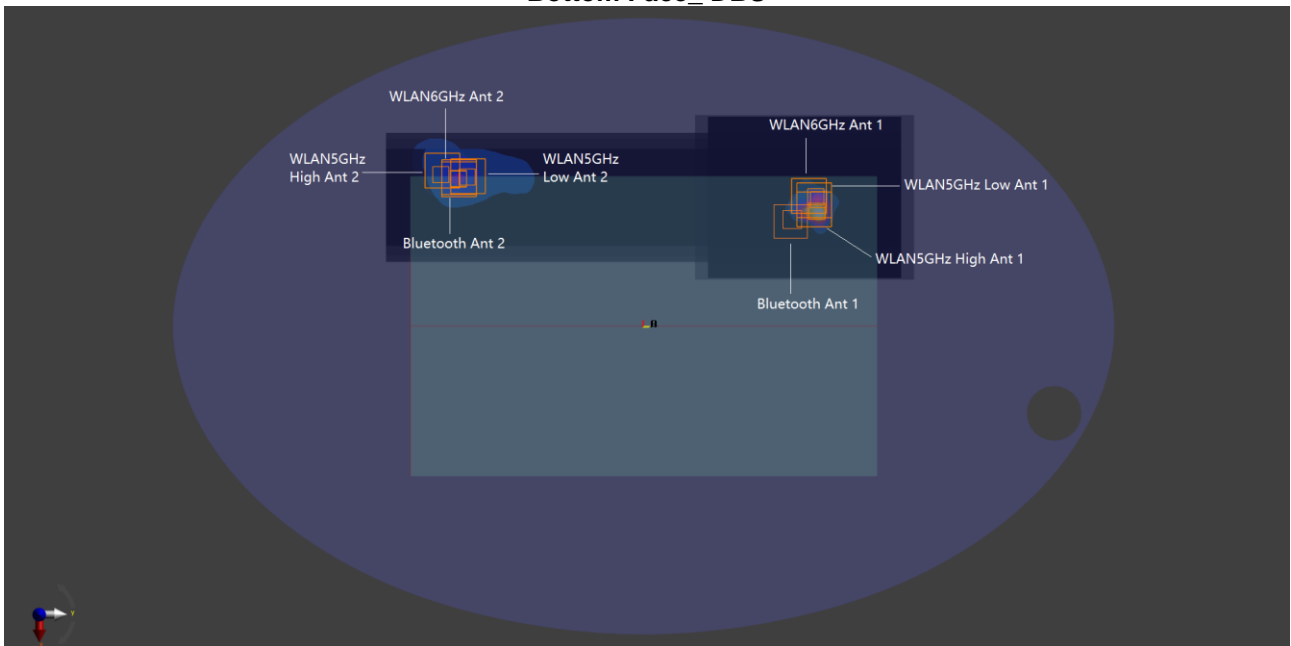 WLAN6GHz Ant 2
WLAN6GHz Ant 1
WLAN5GHz
High Ant 2
WLAN5GHz
Low Ant 2
WLAN5GHz Low Ant 1
Bluetooth Ant 2
WLAN5GHz High Ant 1
Bluetooth Ant 1
Y